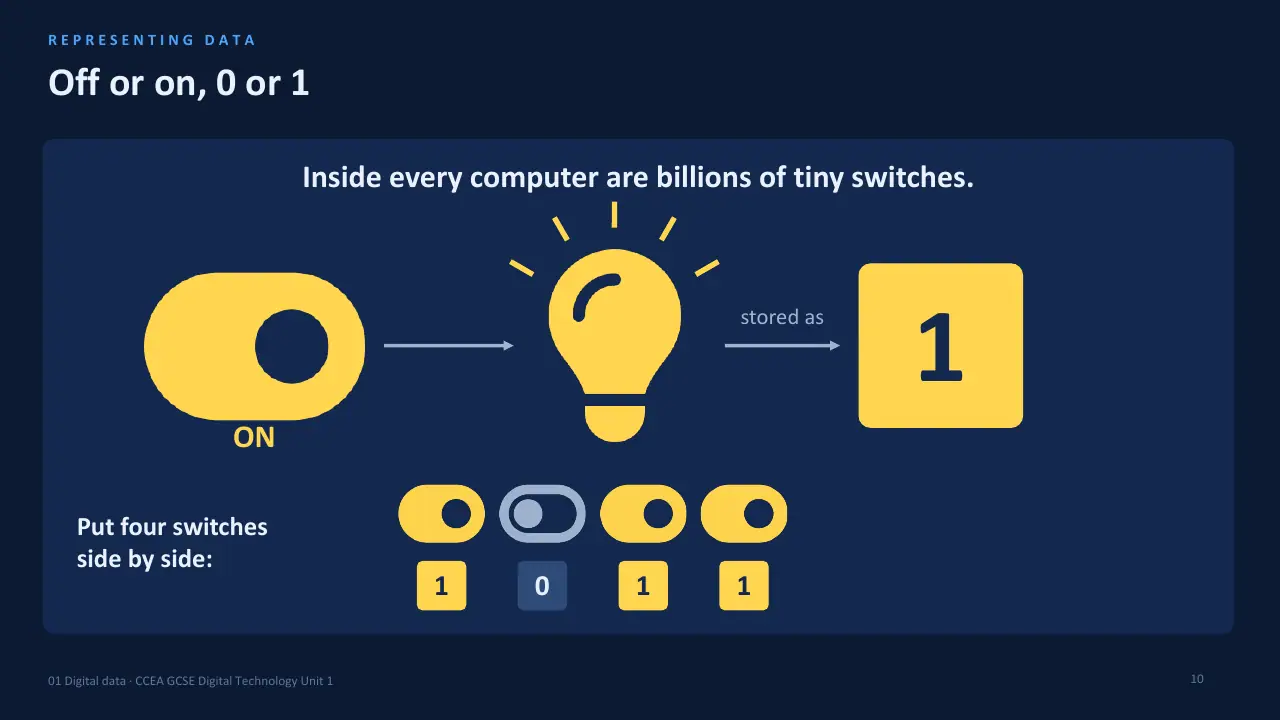 REPRESENTING DATA
Off or on, 0 or 1
Inside every computer are billions of tiny switches.
stored as
1
ON
Put four switches
side by side:
1 0 1 1
01 Digital data · CCEA GCSE Digital Technology Unit 1
10